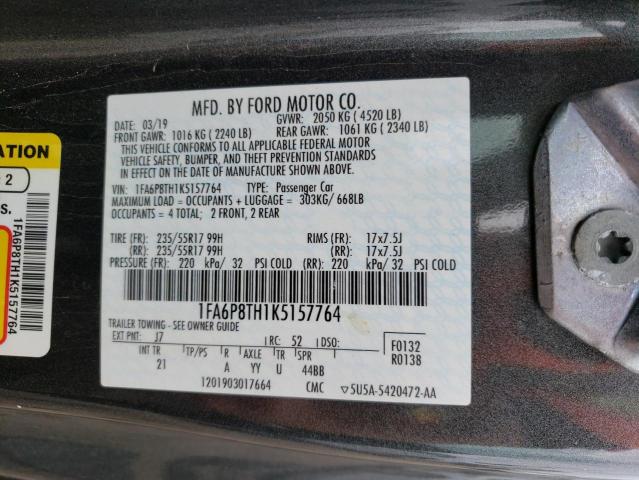 MFD. BY FORD MOTOR CO.
DATE: 03/19 GVWR: 2050 KG (4520 LB)
FRONT GAWR: 1016 KG (2240 LB) REAR GAWR: 1061 KG (2340 LB)
THIS VEHICLE CONFORMS TO ALL APPLICABLE FEDERAL MOTOR
VEHICLE SAFETY, BUMPER, AND THEFT PREVENTION STANDARDS
IN EFFECT ON THE DATE OF MANUFACTURE SHOWN ABOVE.
VIN: 1FA6P8TH1K5157764 TYPE: Passenger Car
MAXIMUM LOAD = OCCUPANTS + LUGGAGE = 303KG/ 668LB
OCCUPANTS = 4 TOTAL; 2 FRONT, 2 REAR
TIRE (FR): 235/55R17 99H RIMS (FR): 17x7.5J
(RR): 235/55R17 99H (RR): 17x7.5J
PRESSURE (FR): 220 kPa/ 32 PSI COLD (RR): 220 kPa/ 32 PSI COLD
1FA6P8TH1K5157764
TRAILER TOWING - SEE OWNER GUIDE
EXT PNT: J7 RC: 52 DSO: F0132
R0138
INT TR TP/PS R AXLE TR SPR
21 A YY U 44BB
1201903017664 CMC ▽5U5A-5420472-AA
ATION
2
S.
1FA6P8TH1K5157764